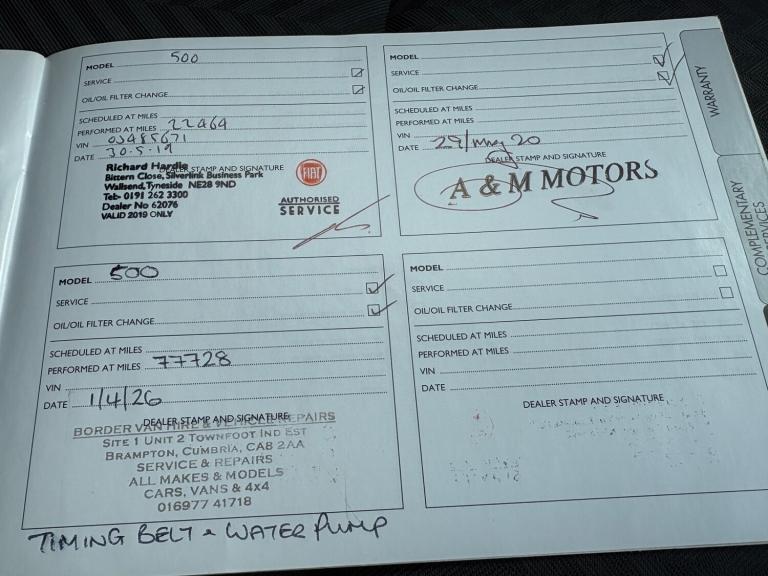 MODEL 500
SERVICE
OIL/OIL FILTER CHANGE
SCHEDULED AT MILES
PERFORMED AT MILES 22464
VIN 0J485671
DATE 30.5.19
DEALER STAMP AND SIGNATURE
Richard Hardie
Bittern Close, Silverlink Business Park
Wallsend, Tyneside NE28 9ND
Tel:- 0191 262 3300
Dealer No 62076
VALID 2019 ONLY
FIAT
AUTHORISED
SERVICE
MODEL
SERVICE
OIL/OIL FILTER CHANGE
SCHEDULED AT MILES
PERFORMED AT MILES
VIN
DATE 29/May 20
DEALER STAMP AND SIGNATURE
A & M MOTORS
MODEL 500
SERVICE
OIL/OIL FILTER CHANGE
SCHEDULED AT MILES
PERFORMED AT MILES 77728
VIN
DATE 1/4/26
DEALER STAMP AND SIGNATURE
BORDER VAN HIRE & VEHICLE REPAIRS
SITE 1 UNIT 2 TOWNFOOT IND EST
BRAMPTON, CUMBRIA, CA8 2AA
SERVICE & REPAIRS
ALL MAKES & MODELS
CARS, VANS & 4X4
016977 41718
TIMING BELT & WATER PUMP
MODEL
SERVICE
OIL/OIL FILTER CHANGE
SCHEDULED AT MILES
PERFORMED AT MILES
VIN
DATE
DEALER STAMP AND SIGNATURE
WARRANTY
COMPLEMENTARY
SERVICES